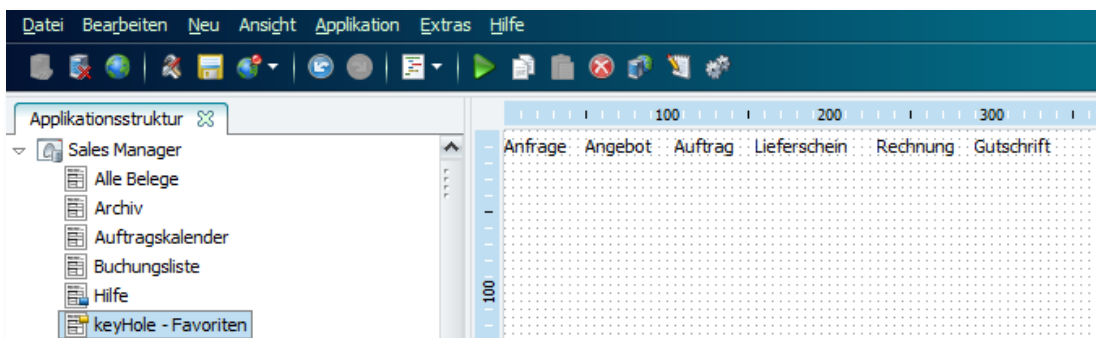 Datei Bearbeiten Neu Ansicht Applikation Extras Hilfe
Applikationsstruktur
100 200 300
Sales Manager
Anfrage Angebot Auftrag Lieferschein Rechnung Gutschrift
Alle Belege
Archiv
Auftragskalender
Buchungsliste
Hilfe
100
keyHole - Favoriten